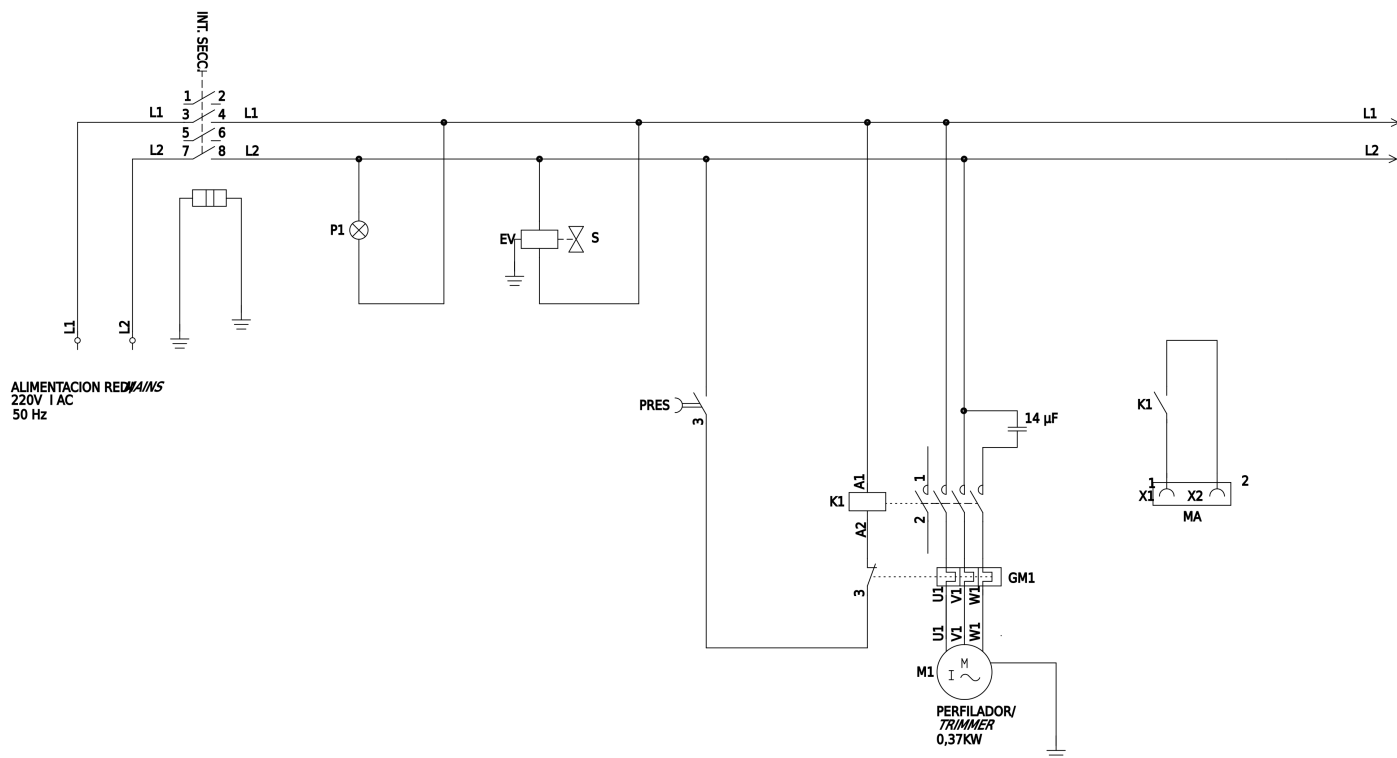 INT. SECC.
1 2
L1 3 4 L1
5 6
L2 7 8 L2
L1
L2
P1
EV
S
L1
L2
ALIMENTACION RED/MAINS
220V I AC
50 Hz
PRES
3
14 µF
K1
1
X1
X2
2
MA
A1
K1
A2
1
2
3
GM1
U1
V1
W1
U1
V1
W1
M1
M
I
PERFILADOR/
TRIMMER
0,37KW